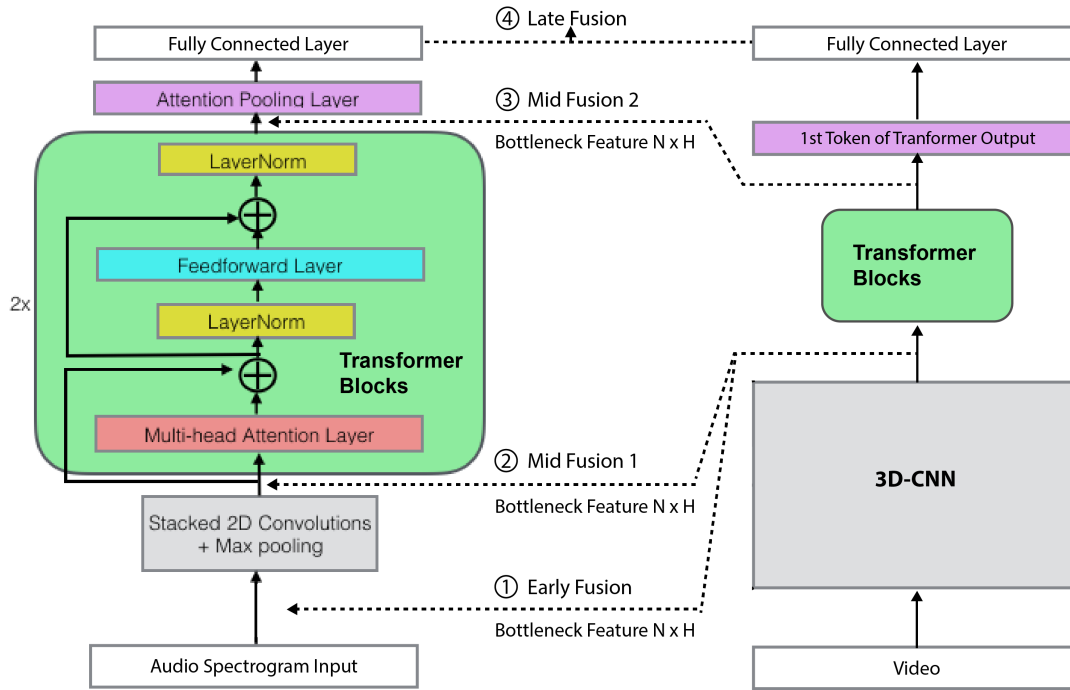 ④ Late Fusion
Fully Connected Layer
Fully Connected Layer
Attention Pooling Layer
③ Mid Fusion 2
Bottleneck Feature N x H
1st Token of Tranformer Output
LayerNorm
Feedforward Layer
2x
LayerNorm
Transformer
Blocks
Multi-head Attention Layer
Transformer
Blocks
② Mid Fusion 1
Bottleneck Feature N x H
3D-CNN
Stacked 2D Convolutions
+ Max pooling
① Early Fusion
Bottleneck Feature N x H
Audio Spectrogram Input
Video